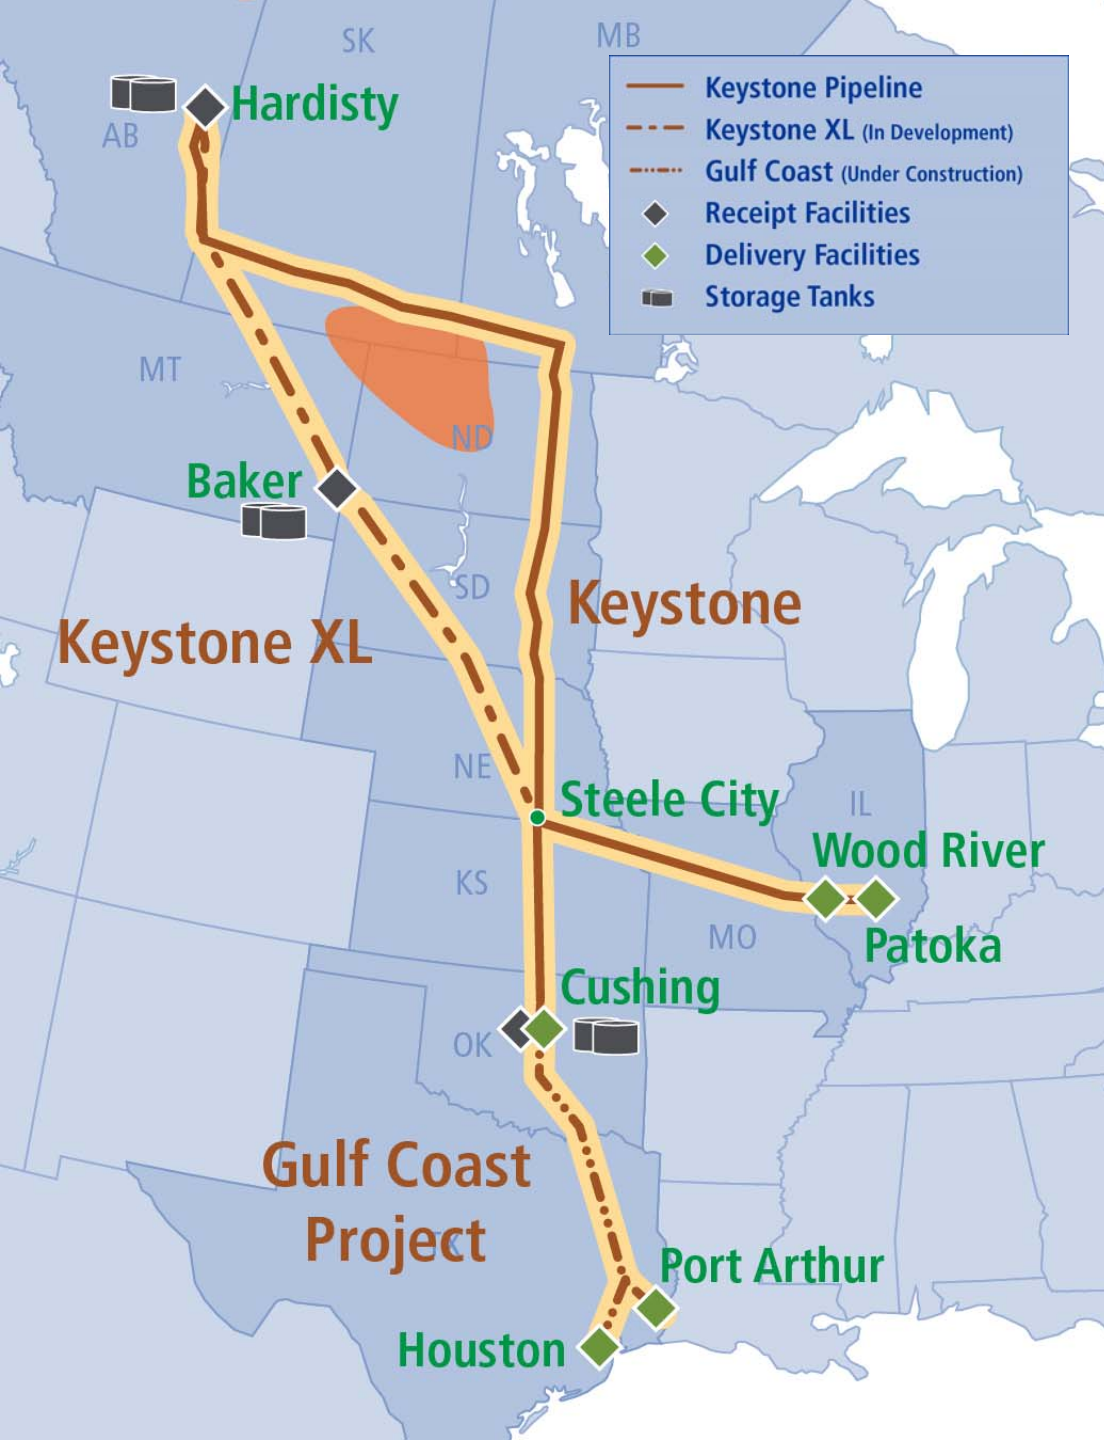 SK
MB
Keystone Pipeline
Keystone XL (In Development)
Gulf Coast (Under Construction)
Receipt Facilities
Delivery Facilities
Storage Tanks
Hardisty
AB
MT
ND
Baker
SD
Keystone
Keystone XL
NE
Steele City
IL
Wood River
KS
MO
Patoka
Cushing
OK
Gulf Coast
Project
TX
Port Arthur
Houston